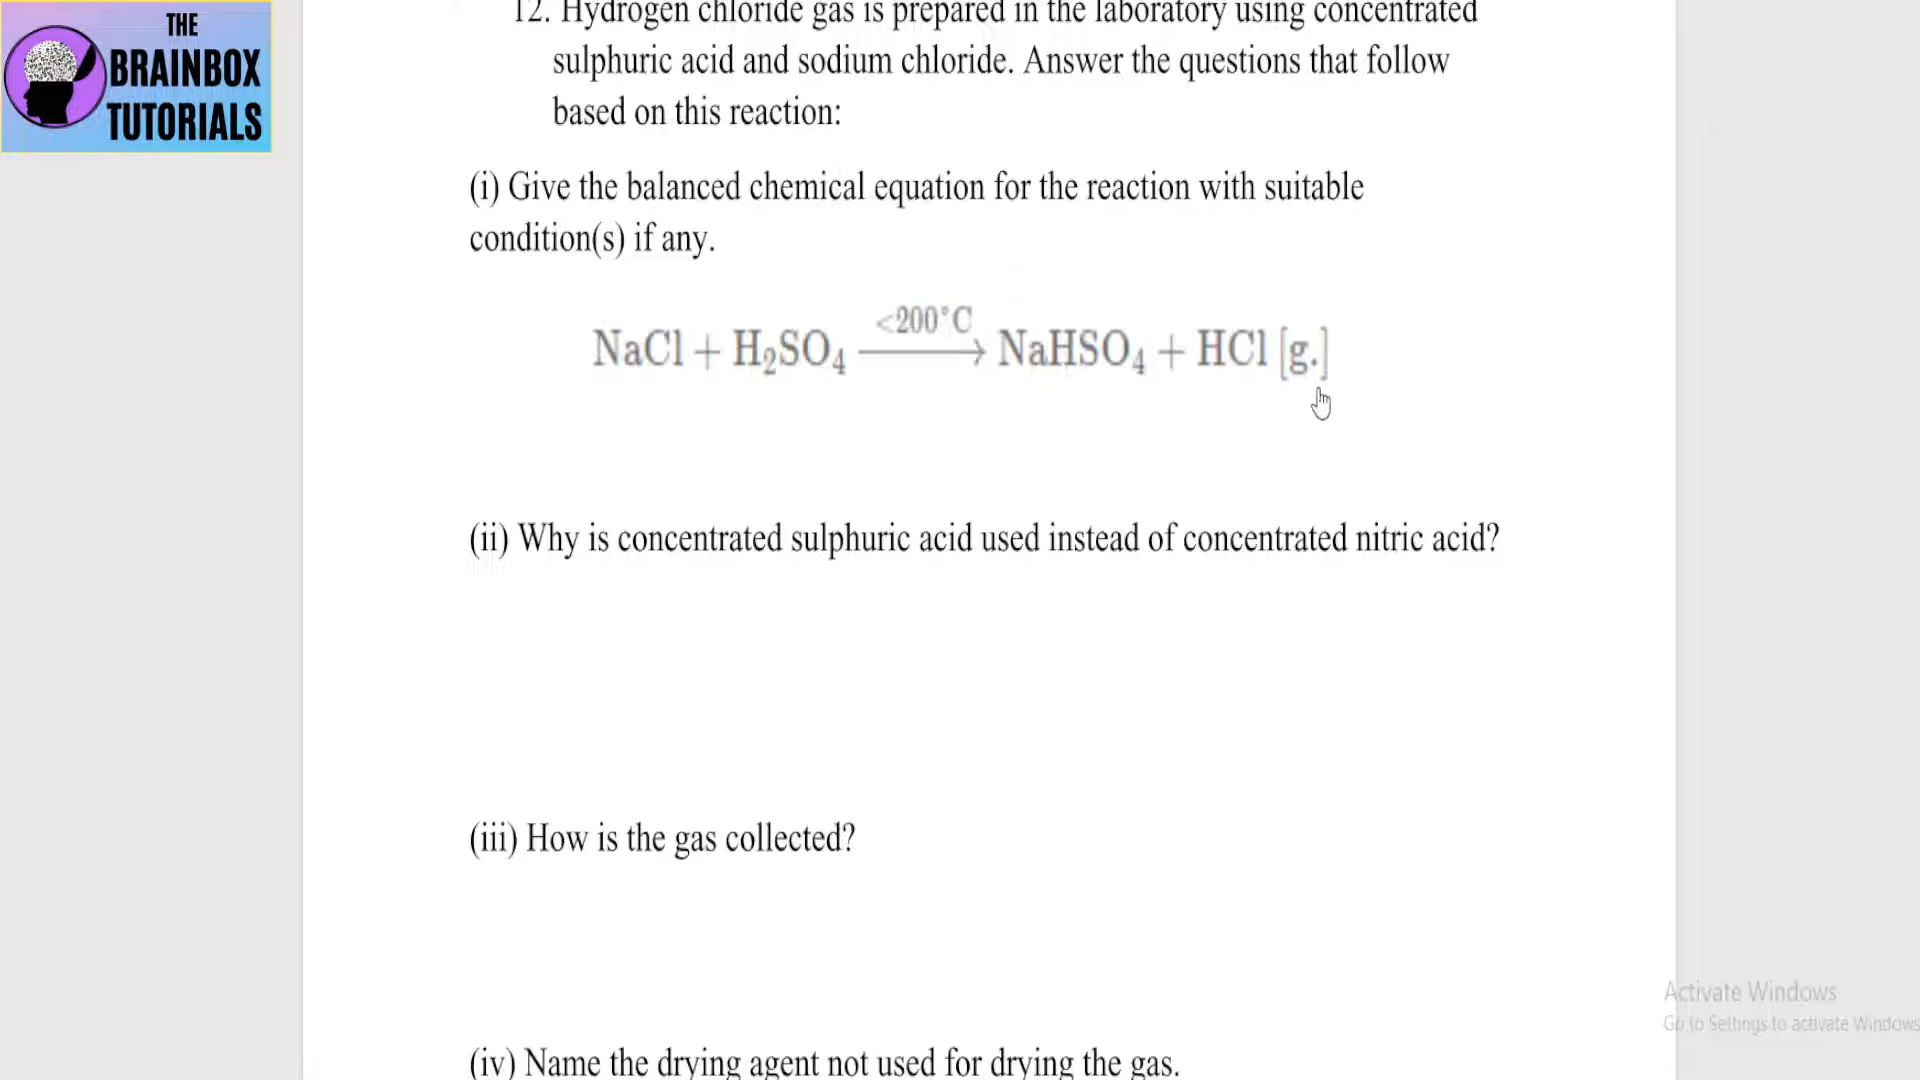 THE
BRAINBOX
TUTORIALS
12. Hydrogen chloride gas is prepared in the laboratory using concentrated
sulphuric acid and sodium chloride. Answer the questions that follow
based on this reaction:
(i) Give the balanced chemical equation for the reaction with suitable
condition(s) if any.
<200°C
NaCl + H₂SO₄ ⟶ NaHSO₄ + HCl [g.]
(ii) Why is concentrated sulphuric acid used instead of concentrated nitric acid?
(iii) How is the gas collected?
(iv) Name the drying agent not used for drying the gas.
Activate Windows
Go to Settings to activate Windows